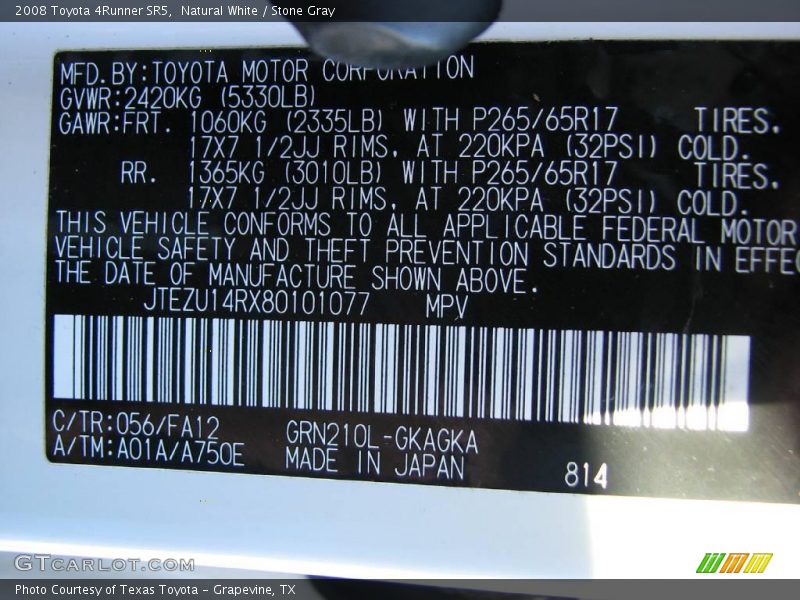 2008 Toyota 4Runner SR5,  Natural White / Stone Gray
MFD.BY:TOYOTA MOTOR CORPORATION
GVWR:2420KG (5330LB)
GAWR:FRT. 1060KG (2335LB) WITH P265/65R17 TIRES,
17X7 1/2JJ RIMS, AT 220KPA (32PSI) COLD.
RR. 1365KG (3010LB) WITH P265/65R17 TIRES,
17X7 1/2JJ RIMS, AT 220KPA (32PSI) COLD.
THIS VEHICLE CONFORMS TO ALL APPLICABLE FEDERAL MOTOR
VEHICLE SAFETY AND THEFT PREVENTION STANDARDS IN EFFEC
THE DATE OF MANUFACTURE SHOWN ABOVE.
JTEZU14RX80101077 MPV
C/TR:056/FA12 GRN210L-GKAGKA
A/TM:A01A/A750E MADE IN JAPAN 814
GTCARLOT.COM
Photo Courtesy of Texas Toyota - Grapevine, TX